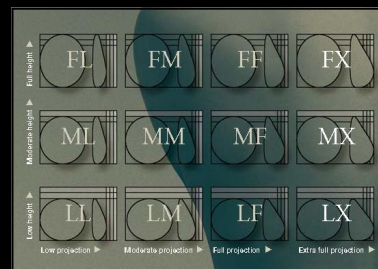 Full height
FL FM FF FX
Moderate height
ML MM MF MX
Low height
LL LM LF LX
Low projection Moderate projection Full projection Extra full projection